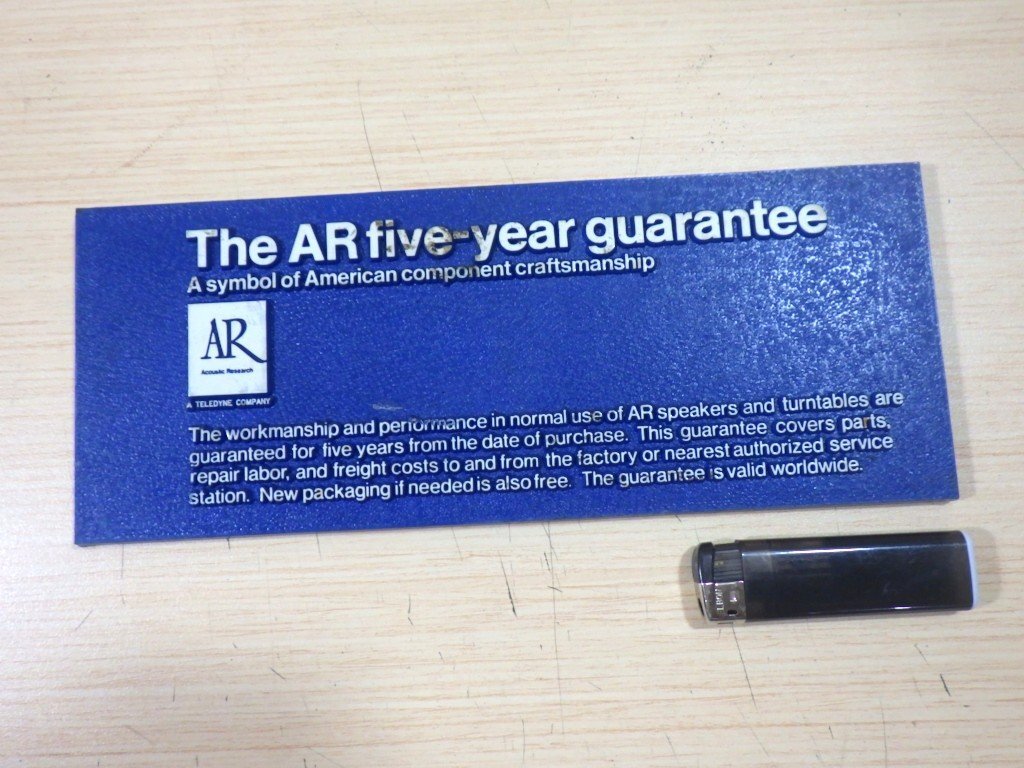 The AR five-year guarantee
A symbol of American component craftsmanship
AR
Acoustic Research
A TELEDYNE COMPANY
The workmanship and performance in normal use of AR speakers and turntables are
guaranteed for five years from the date of purchase. This guarantee covers parts,
repair labor, and freight costs to and from the factory or nearest authorized service
station. New packaging if needed is also free. The guarantee is valid worldwide.